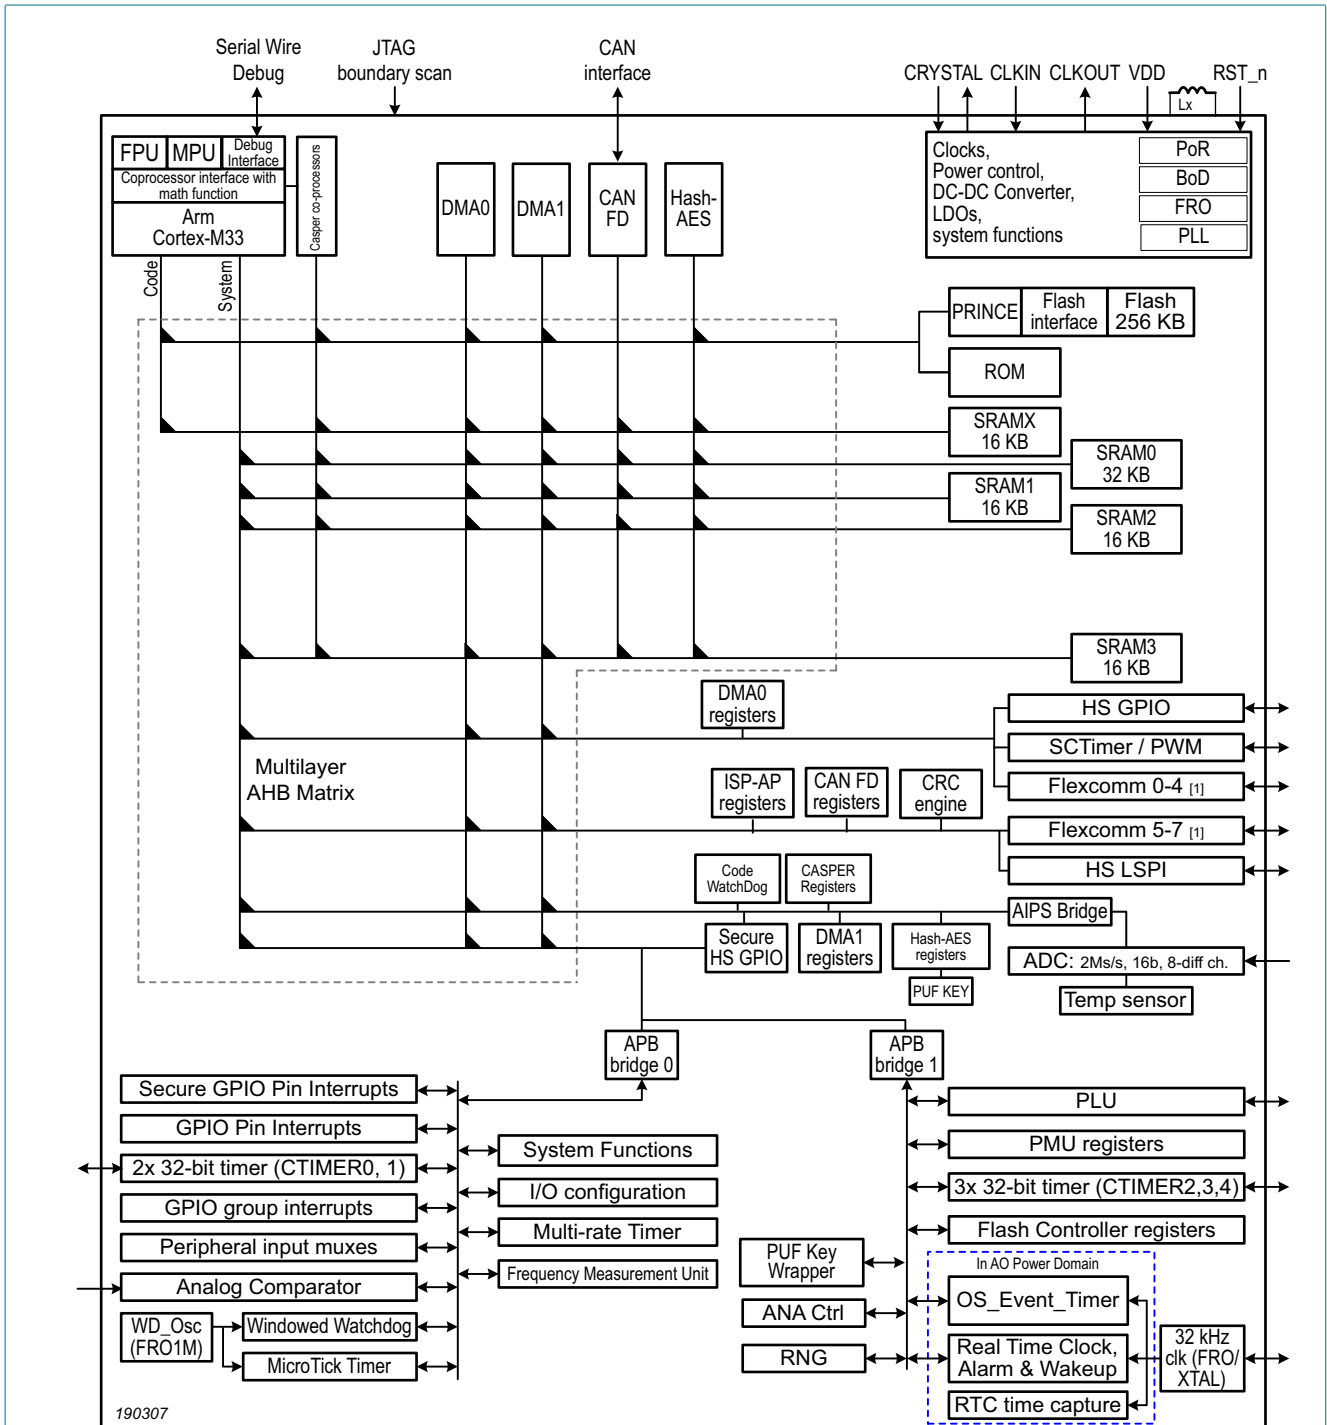 Serial Wire
Debug
JTAG
boundary scan
CAN
interface
CRYSTAL CLKIN CLKOUT VDD RST_n
Lx
FPU
MPU
Debug
Interface
Coprocessor interface with
math function
Arm
Cortex-M33
Casper co-processors
DMA0
DMA1
CAN
FD
Hash-
AES
Clocks,
Power control,
DC-DC Converter,
LDOs,
system functions
PoR
BoD
FRO
PLL
Code
System
PRINCE
Flash
interface
Flash
256 KB
ROM
SRAMX
16 KB
SRAM0
32 KB
SRAM1
16 KB
SRAM2
16 KB
SRAM3
16 KB
DMA0
registers
HS GPIO
SCTimer / PWM
Flexcomm 0-4 [1]
Multilayer
AHB Matrix
ISP-AP
registers
CAN FD
registers
CRC
engine
Flexcomm 5-7 [1]
HS LSPI
Code
WatchDog
CASPER
Registers
AIPS Bridge
Secure
HS GPIO
DMA1
registers
Hash-AES
registers
PUF KEY
ADC: 2Ms/s, 16b, 8-diff ch.
Temp sensor
APB
bridge 0
APB
bridge 1
Secure GPIO Pin Interrupts
GPIO Pin Interrupts
2x 32-bit timer (CTIMER0, 1)
GPIO group interrupts
Peripheral input muxes
Analog Comparator
WD_Osc
(FRO1M)
Windowed Watchdog
MicroTick Timer
System Functions
I/O configuration
Multi-rate Timer
Frequency Measurement Unit
PLU
PMU registers
3x 32-bit timer (CTIMER2,3,4)
Flash Controller registers
PUF Key
Wrapper
ANA Ctrl
RNG
In AO Power Domain
OS_Event_Timer
Real Time Clock,
Alarm & Wakeup
RTC time capture
32 kHz
clk (FRO/
XTAL)
190307